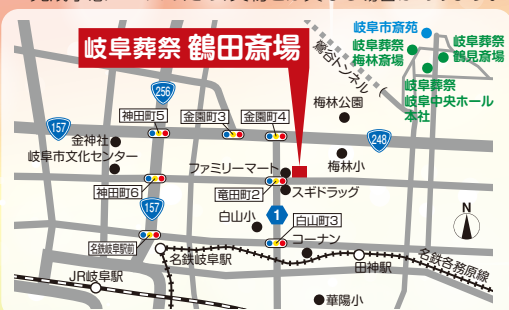 岐阜葬祭 鶴田斎場
岐阜市斎苑
岐阜葬祭
梅林斎場
岐阜葬祭
鶴見斎場
岐阜葬祭
岐阜中央ホール
本社
鶯谷トンネル
256
神田町5
金園町3
金園町4
梅林公園
157
248
金神社
岐阜市文化センター
ファミリーマート
梅林小
神田町6
竜田町2
スギドラッグ
157
白山小
1
白山町3
N
名鉄岐阜駅前
名鉄岐阜駅
コーナン
田神駅
名鉄各務原線
JR岐阜駅
華陽小